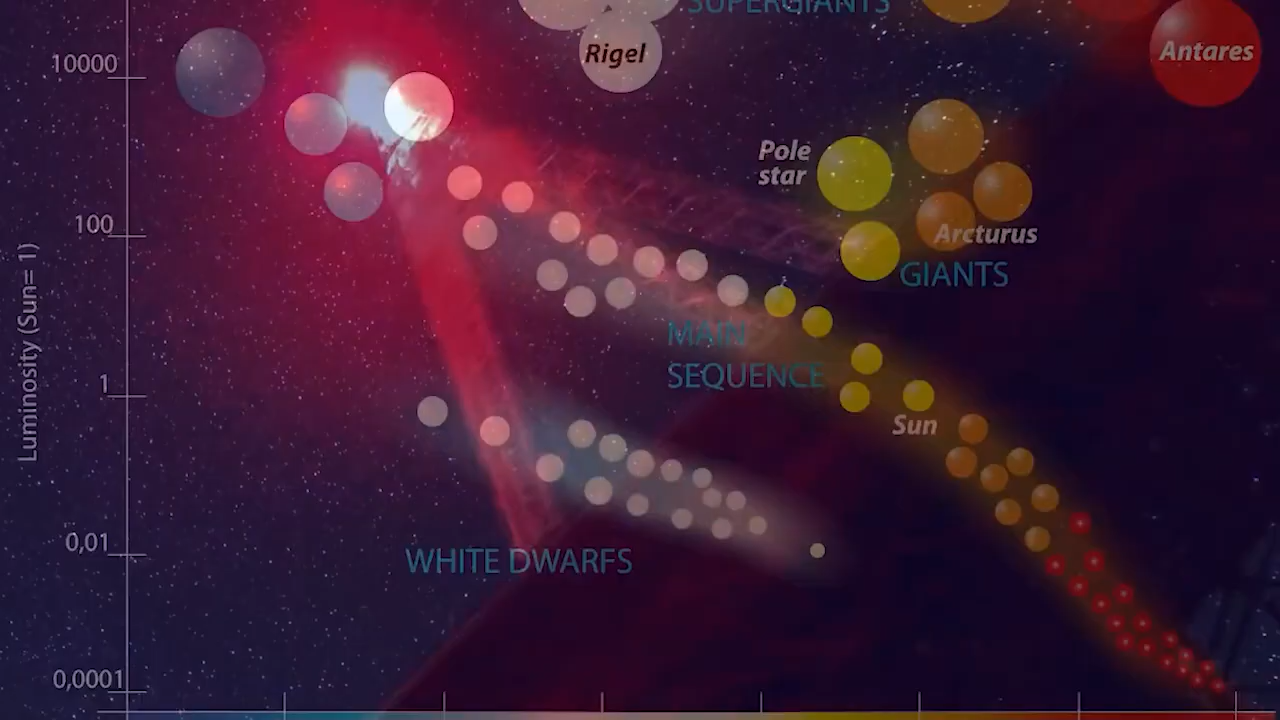 SUPERGIANTS
10000
Rigel
Antares
Pole
star
100
Arcturus
GIANTS
Luminosity (Sun= 1)
MAIN
SEQUENCE
1
Sun
0,01
WHITE DWARFS
0,0001